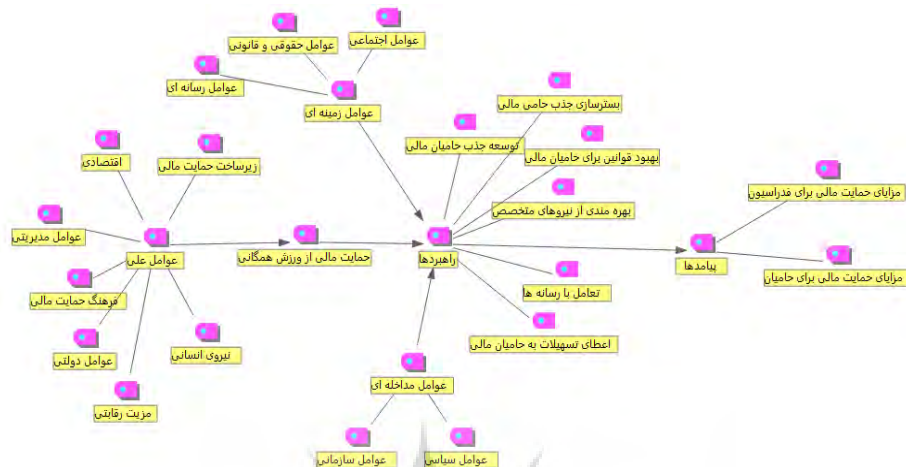 عوامل اجتماعی
عوامل حقوقی و قانونی
عوامل رسانه ای
عوامل زمینه ای
بسترسازی جذب حامی مالی
توسعه جذب حامیان مالی
بهبود قوانین برای حامیان مالی
بهره مندی از نیروهای متخصص
اقتصادی
زیرساخت حمایت مالی
عوامل مدیریتی
عوامل علی
حمایت مالی از ورزش همگانی
راهبردها
مزایای حمایت مالی برای فدراسیون
پیامدها
مزایای حمایت مالی برای حامیان
فرهنگ حمایت مالی
تعامل با رسانه ها
عوامل دولتی
نیروی انسانی
اعطای تسهیلات به حامیان مالی
مزیت رقابتی
عوامل مداخله ای
عوامل سازمانی
عوامل سیاسی